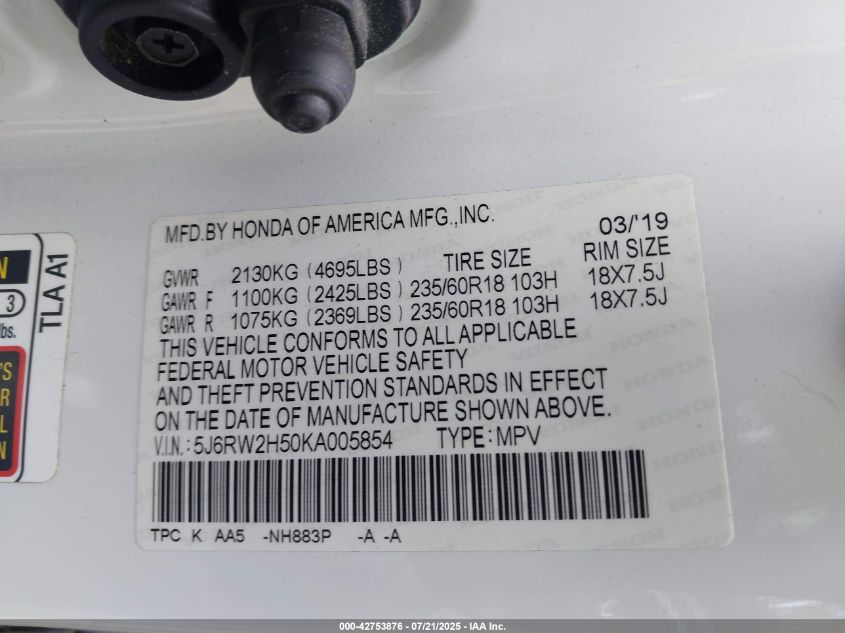 MFD.BY HONDA OF AMERICA MFG.,INC.
03/'19
GVWR 2130KG (4695LBS) TIRE SIZE RIM SIZE
GAWR F 1100KG (2425LBS) 235/60R18 103H 18X7.5J
GAWR R 1075KG (2369LBS) 235/60R18 103H 18X7.5J
THIS VEHICLE CONFORMS TO ALL APPLICABLE
FEDERAL MOTOR VEHICLE SAFETY
AND THEFT PREVENTION STANDARDS IN EFFECT
ON THE DATE OF MANUFACTURE SHOWN ABOVE.
V.I.N.: 5J6RW2H50KA005854 TYPE: MPV
TPC K AA5 -NH883P -A -A
TLA A1
N
3
lbs.
'S
R
L
N
000-42753876 / 07/21/2025 - IAA Inc.